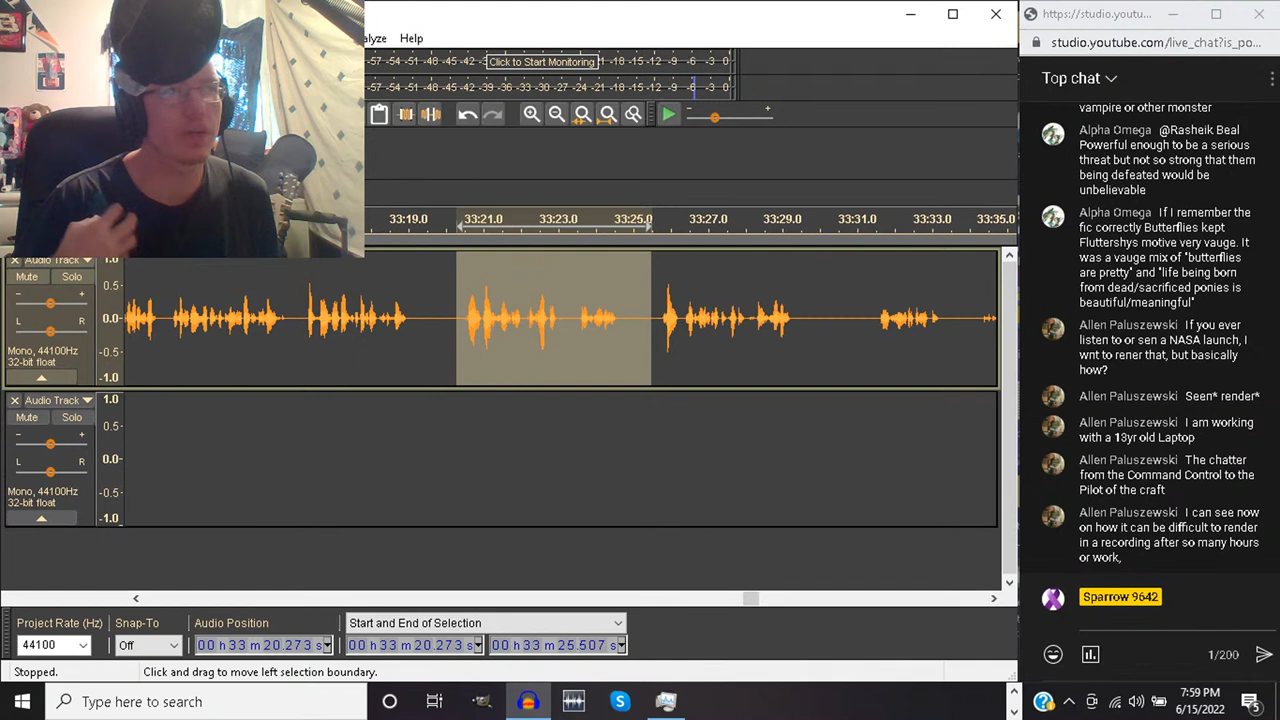 https://studio.youtu...
studio.youtube.com/live_chat?is_po...
Top chat
alyze Help
-57 -54 -51 -48 -45 -42 Click to Start Monitoring 1 -18 -15 -12 -9 -6 -3 0
-57 -54 -51 -48 -45 -42 -39 -36 -33 -30 -27 -24 -21 -18 -15 -12 -9 -6 -3 0
- +
33:19.0 33:21.0 33:23.0 33:25.0 33:27.0 33:29.0 33:31.0 33:33.0 33:35.0
Audio Track 1.0
Mute Solo
0.5
- +
L R 0.0
Mono, 44100Hz
32-bit float
-0.5
-1.0
Audio Track 1.0
Mute Solo
0.5
- +
L R 0.0
Mono, 44100Hz
32-bit float
-0.5
-1.0
Project Rate (Hz) Snap-To Audio Position Start and End of Selection
44100 Off 00 h 33 m 20.273 s 00 h 33 m 20.273 s 00 h 33 m 25.507 s
Stopped. Click and drag to move left selection boundary.
vampire or other monster
Alpha Omega @Rasheik Beal
Powerful enough to be a serious
threat but not so strong that them
being defeated would be
unbelievable
Alpha Omega If I remember the
fic correctly Butterflies kept
Fluttershys motive very vauge. It
was a vauge mix of "butterflies
are pretty" and "life being born
from dead/sacrificed ponies is
beautiful/meaningful"
Allen Paluszewski If you ever
listen to or sen a NASA launch, I
wnt to rener that, but basically
how?
Allen Paluszewski Seen* render*
Allen Paluszewski I am working
with a 13yr old Laptop
Allen Paluszewski The chatter
from the Command Control to the
Pilot of the craft
Allen Paluszewski I can see now
on how it can be difficult to render
in a recording after so many hours
or work,
Sparrow 9642
1/200
Type here to search
7:59 PM
6/15/2022
5